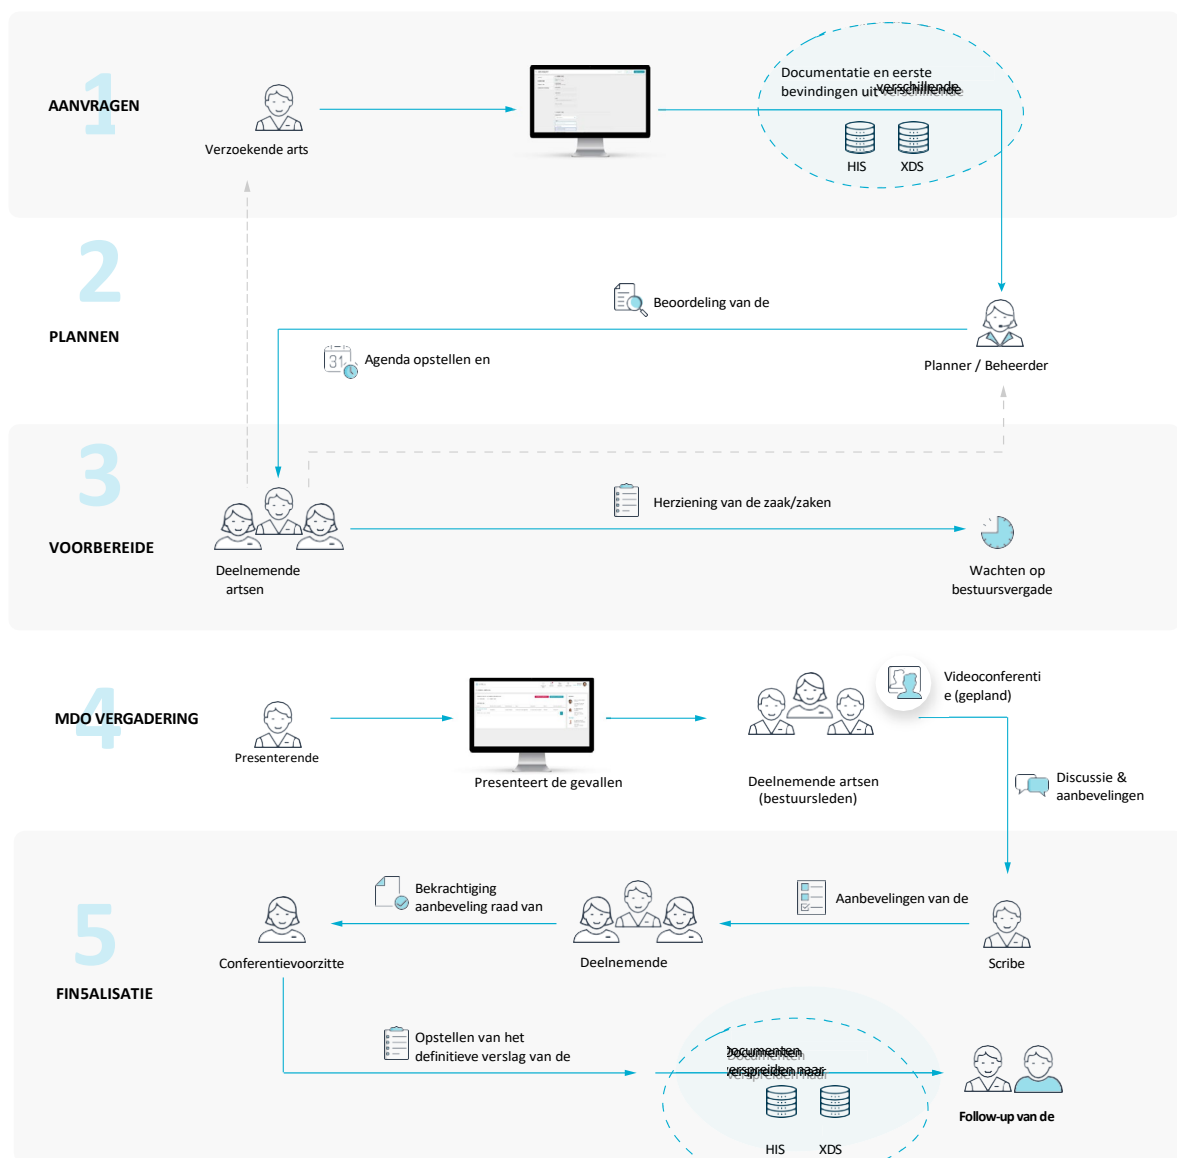 1
AANVRAGEN
Verzoekende arts
Documentatie en eerste
bevindingen uit verschillende
HIS
XDS
2
PLANNEN
Beoordeling van de
31
Agenda opstellen en
Planner / Beheerder
3
VOORBEREIDE
Deelnemende
artsen
Herziening van de zaak/zaken
Wachten op
bestuursvergade
4
MDO VERGADERING
Presenterende
Presenteert de gevallen
Deelnemende artsen
(bestuursleden)
Videoconferenti
e (gepland)
Discussie &
aanbevelingen
5
FIN5ALISATIE
Conferentievoorzitte
Bekrachtiging
aanbeveling raad van
Deelnemende
Aanbevelingen van de
Scribe
Opstellen van het
definitieve verslag van de
Documenten
verspreiden naar
HIS
XDS
Follow-up van de